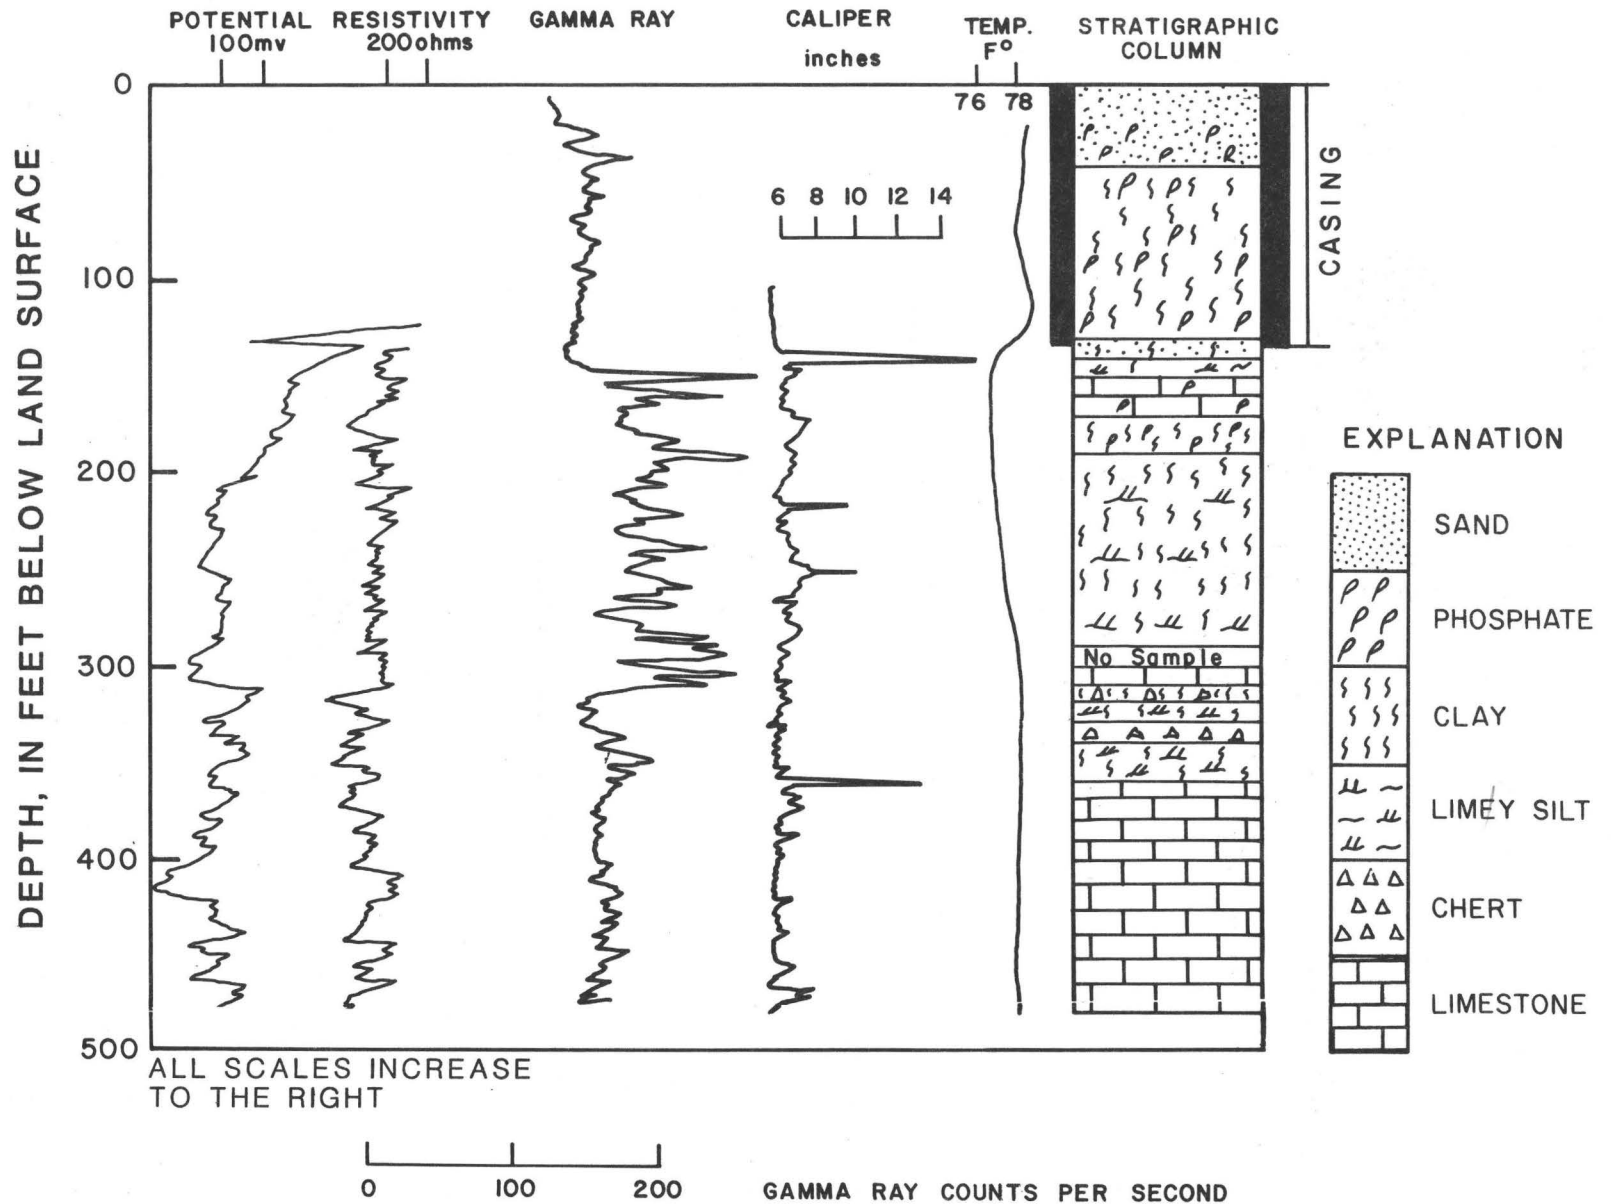 POTENTIAL RESISTIVITY GAMMA RAY CALIPER TEMP. STRATIGRAPHIC
100mv 200ohms inches F° COLUMN
76 78
0
100
200
300
400
500
DEPTH, IN FEET BELOW LAND SURFACE
6 8 10 12 14
CASING
No Sample
EXPLANATION
SAND
PHOSPHATE
CLAY
LIMEY SILT
CHERT
LIMESTONE
ALL SCALES INCREASE
TO THE RIGHT
0 100 200 GAMMA RAY COUNTS PER SECOND